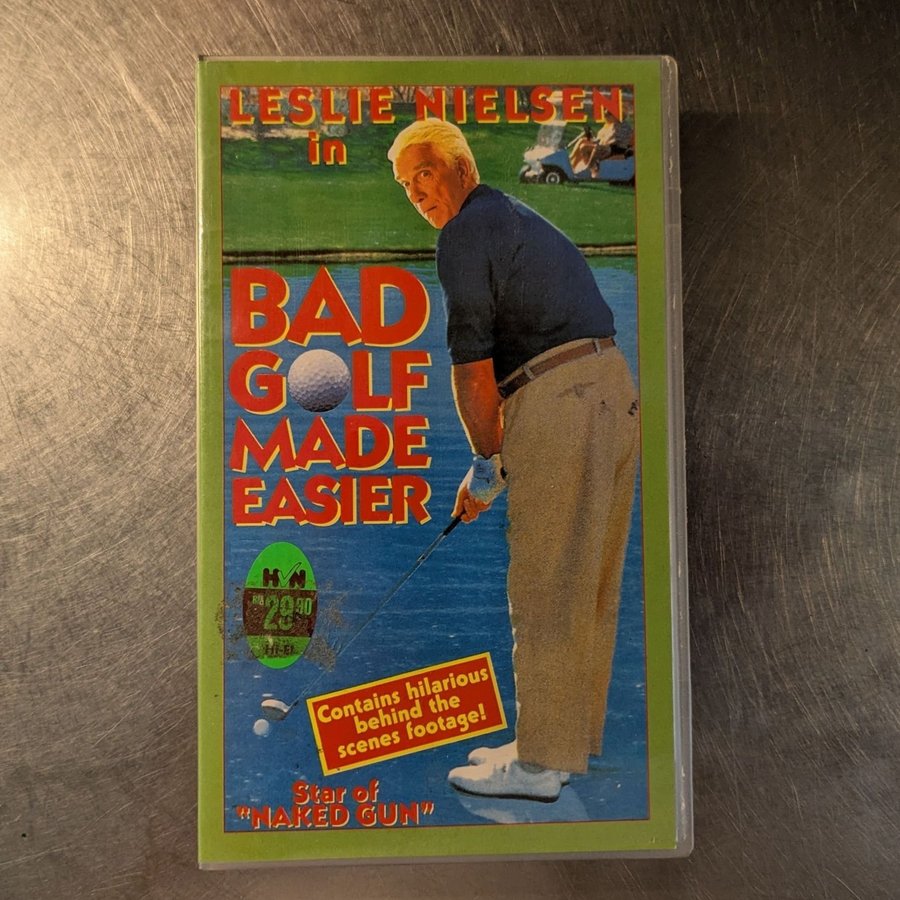 LESLIE NIELSEN
in
BAD
GOLF
MADE
EASIER
HVN
RM 29.90
HI-FI
Contains hilarious
behind the
scenes footage!
Star of
"NAKED GUN"